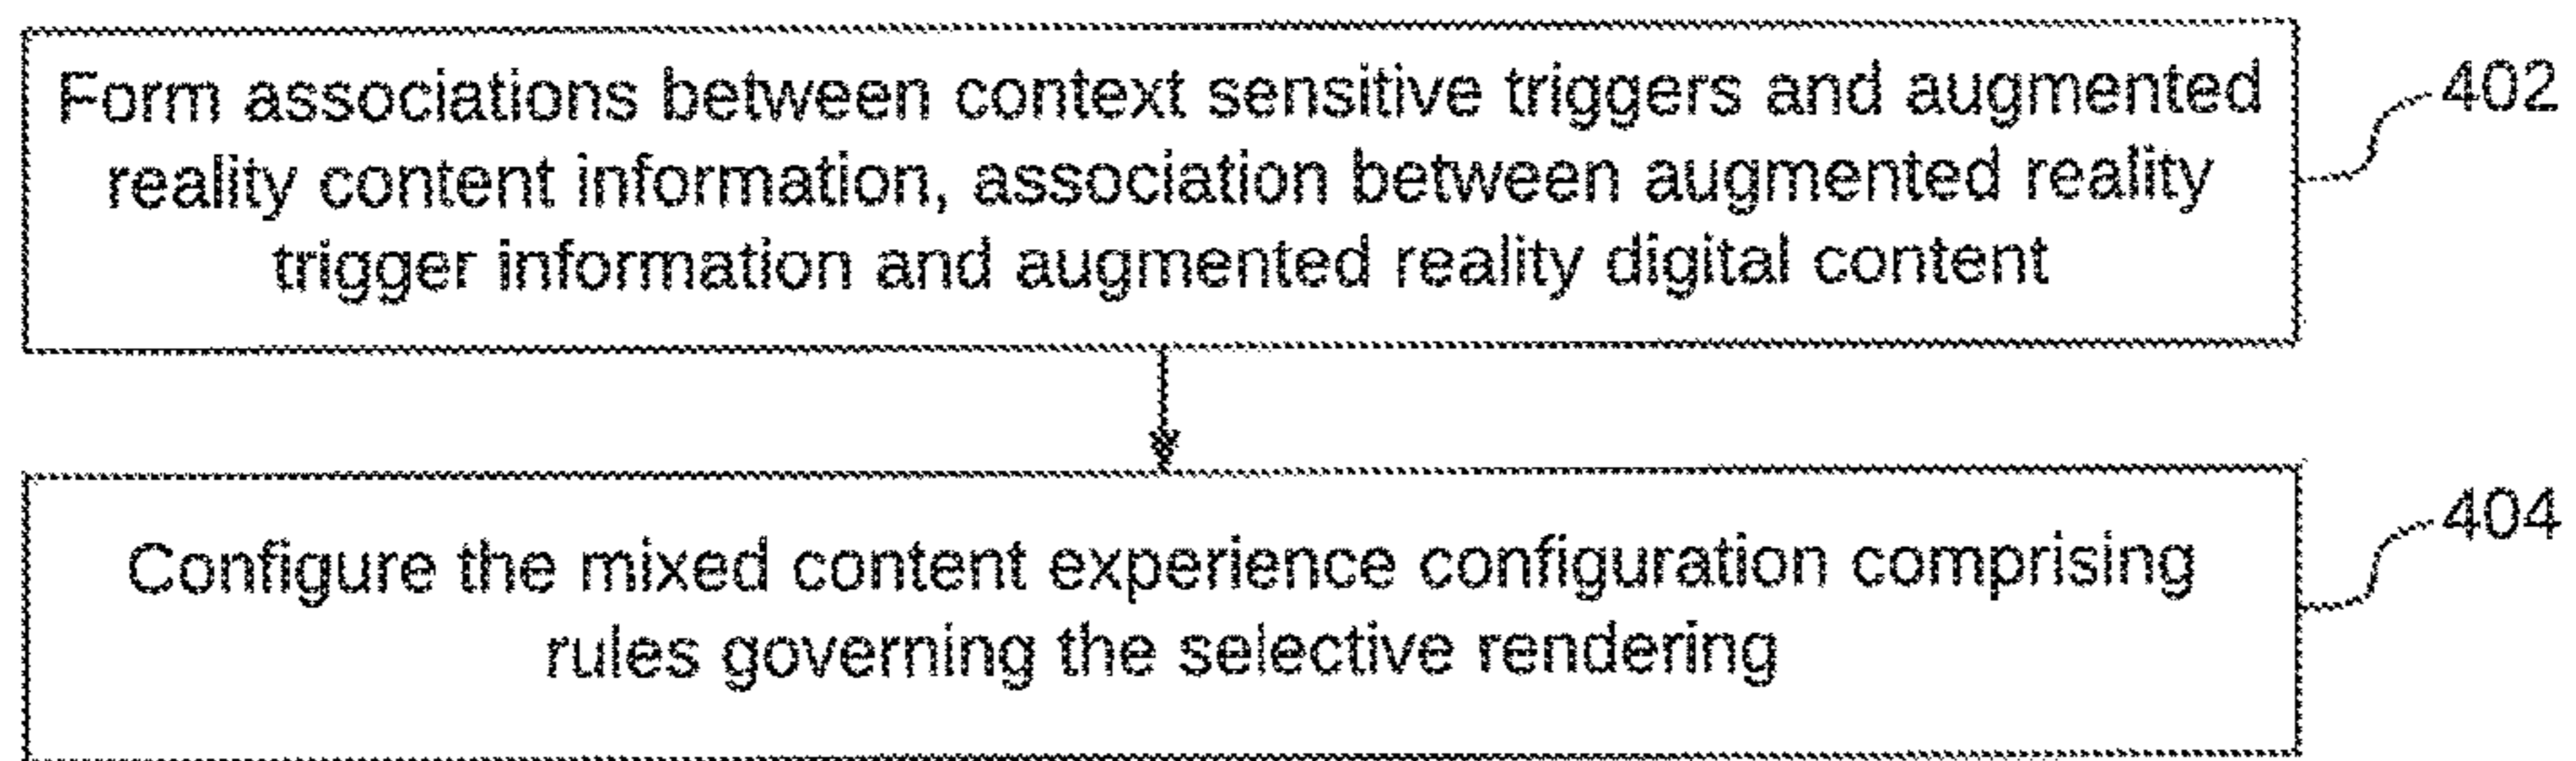 Form associations between context sensitive triggers and augmented
reality content information, association between augmented reality
trigger information and augmented reality digital content
402
Configure the mixed content experience configuration comprising
rules governing the selective rendering
404